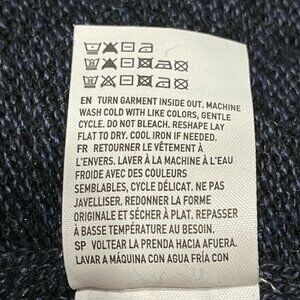 EN TURN GARMENT INSIDE OUT. MACHINE
WASH COLD WITH LIKE COLORS, GENTLE
CYCLE. DO NOT BLEACH. RESHAPE LAY
FLAT TO DRY. COOL IRON IF NEEDED.
FR RETOURNER LE VÊTEMENT À
L'ENVERS. LAVER À LA MACHINE À L'EAU
FROIDE AVEC DES COULEURS
SEMBLABLES, CYCLE DÉLICAT. NE PAS
JAVELLISER. REDONNER LA FORME
ORIGINALE ET SÉCHER À PLAT. REPASSER
À BASSE TEMPÉRATURE AU BESOIN.
SP VOLTEAR LA PRENDA HACIA AFUERA.
LAVAR A MÁQUINA CON AGUA FRÍA CON